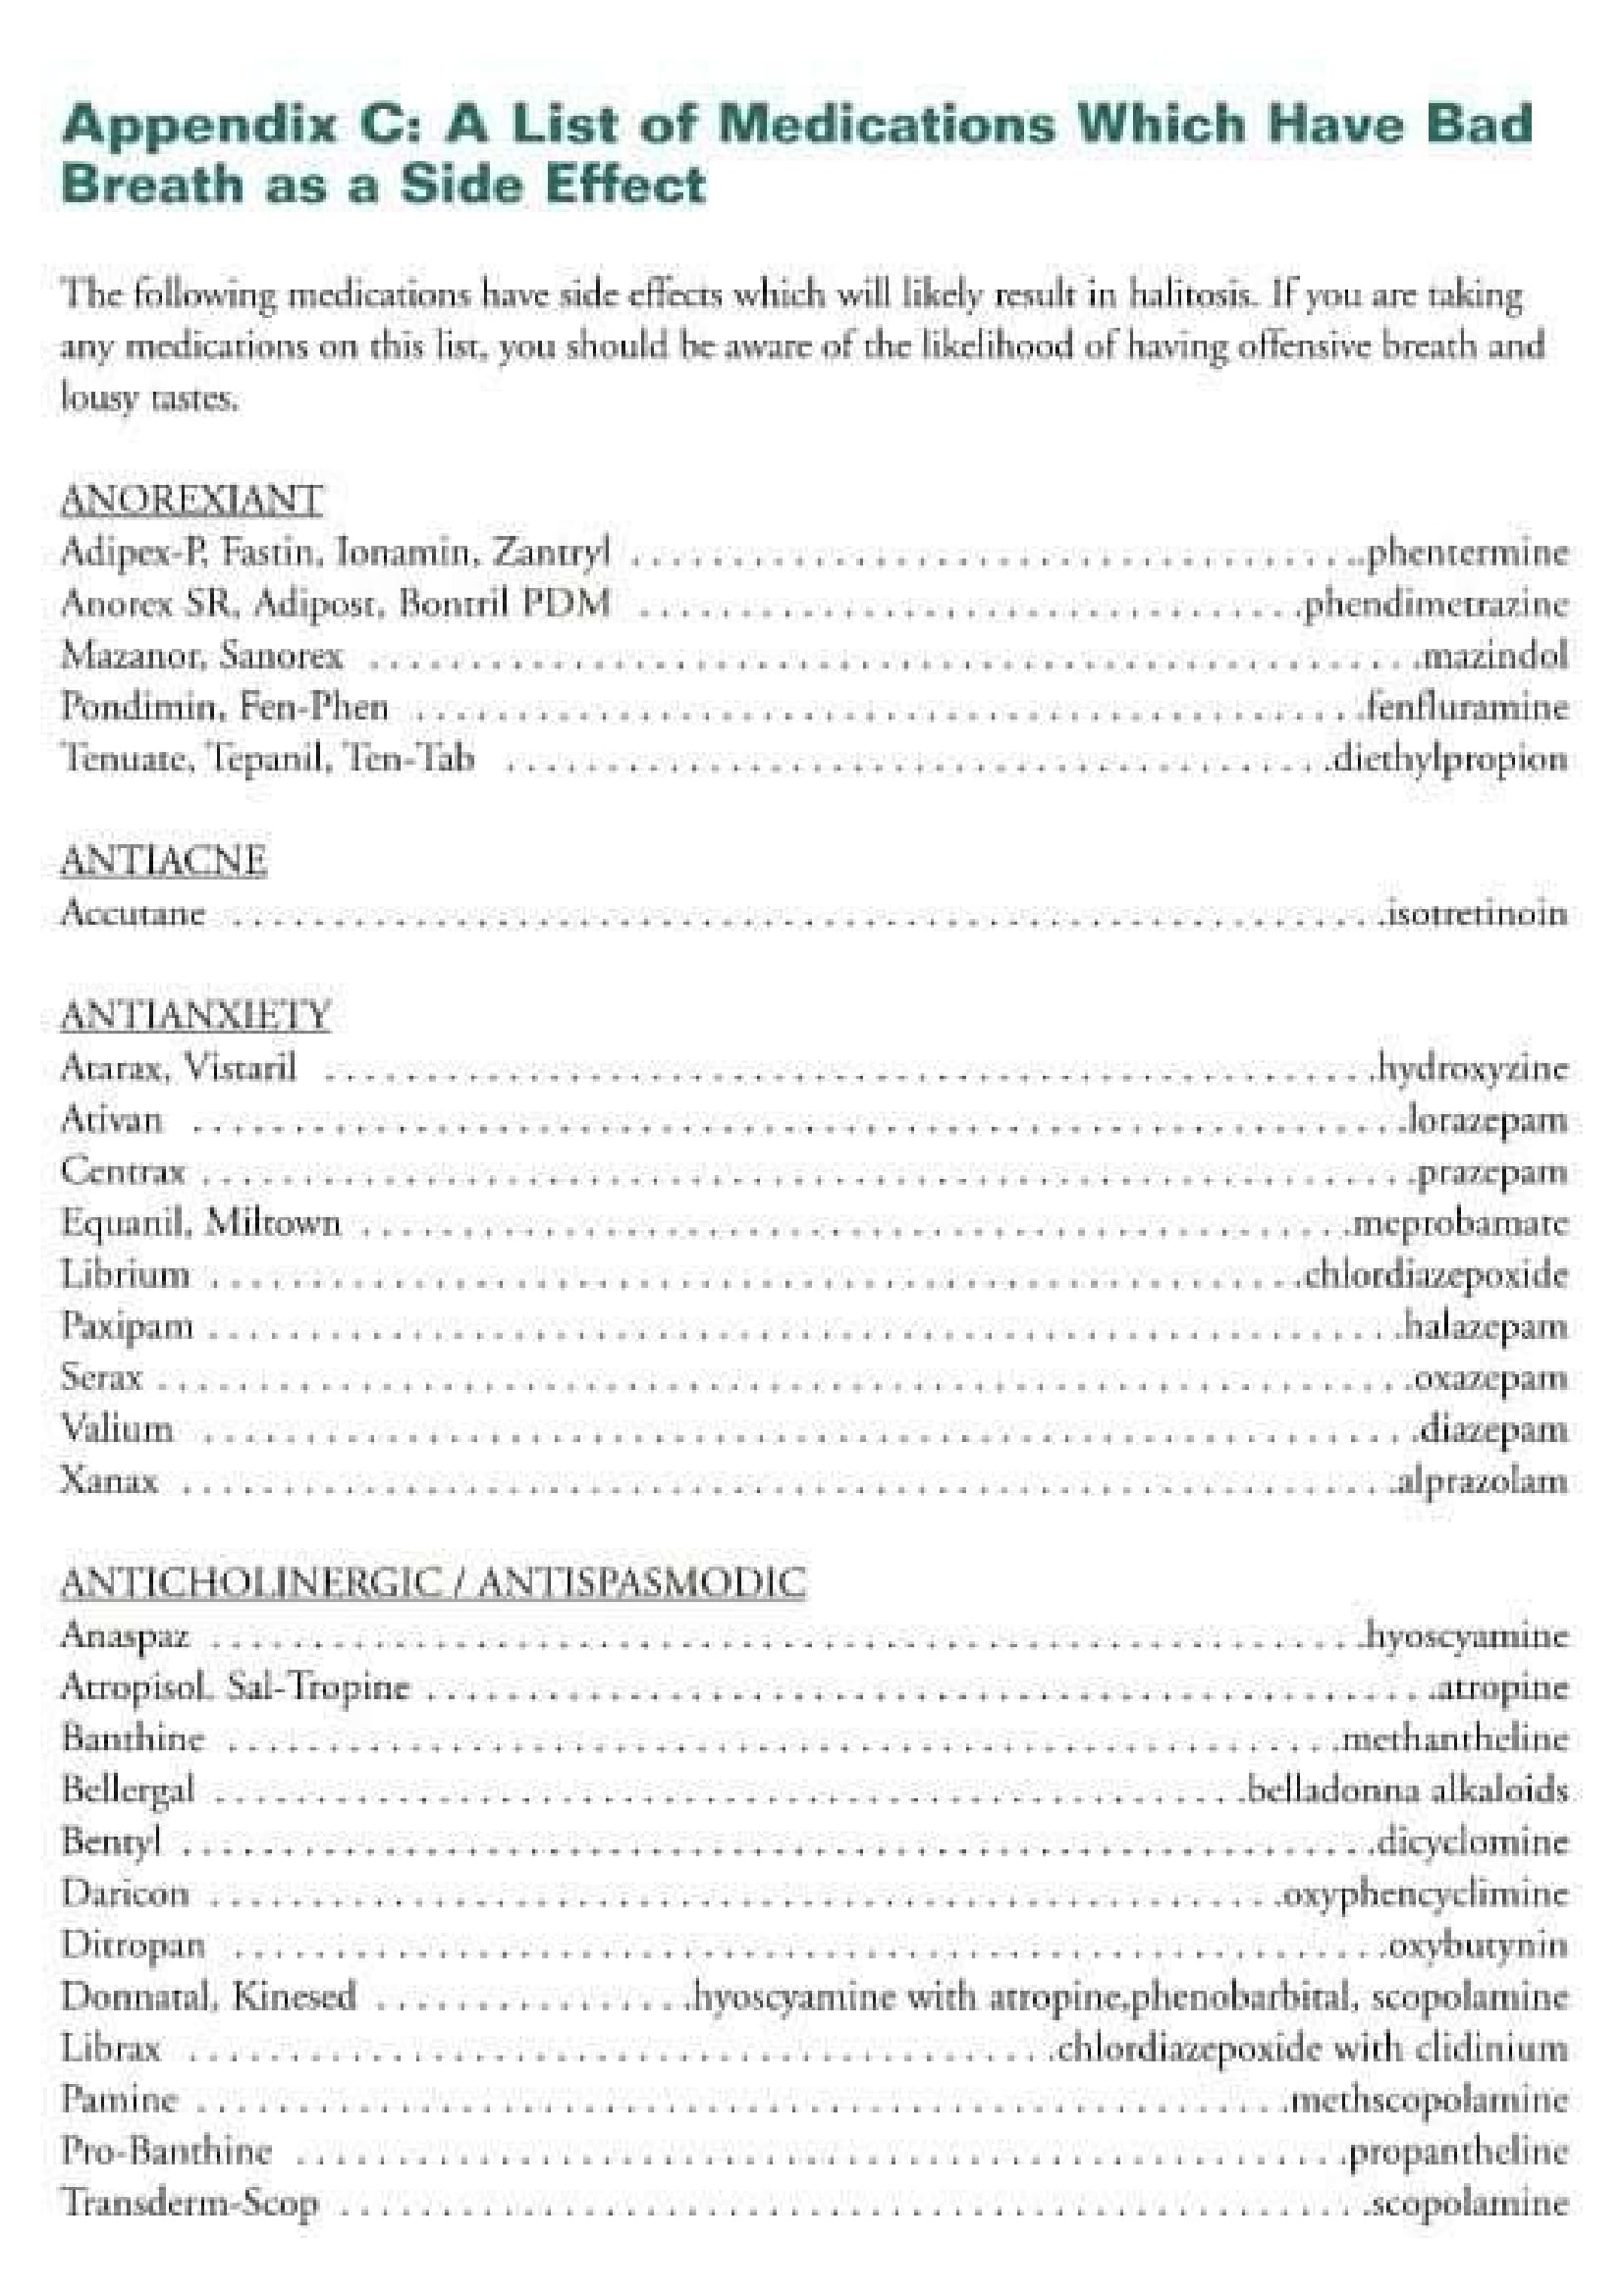 Appendix C: A List of Medications Which Have Bad
Breath as a Side Effect
The following medications have side effects which will likely result in halitosis. If you are taking
any medications on this list, you should be aware of the likelihood of having offensive breath and
lousy tastes.
ANOREXIANT
Adipex-P, Fastin, Ionamin, Zantryl ........................................phentermine
Anorex SR, Adipost, Bontril PDM ....................................phendimetrazine
Mazanor, Sanorex ........................................................mazindol
Pondimin, Fen-Phen ...................................................fenfluramine
Tenuate, Tepanil, Ten-Tab .............................................diethylpropion
ANTIACNE
Accutane ...............................................................isotretinoin
ANTIANXIETY
Atarax, Vistaril .........................................................hydroxyzine
Ativan ..................................................................lorazepam
Centrax .................................................................prazepam
Equanil, Miltown ......................................................meprobamate
Librium ...........................................................chlordiazepoxide
Paxipam .................................................................halazepam
Serax ....................................................................oxazepam
Valium ..................................................................diazepam
Xanax ..................................................................alprazolam
ANTICHOLINERGIC / ANTISPASMODIC
Anaspaz ...............................................................hyoscyamine
Atropisol, Sal-Tropine ....................................................atropine
Banthine .............................................................methantheline
Bellergal ........................................................belladonna alkaloids
Bentyl .................................................................dicyclomine
Daricon ...........................................................oxyphencyclimine
Ditropan ...............................................................oxybutynin
Donnatal, Kinesed .................hyoscyamine with atropine,phenobarbital, scopolamine
Librax ...............................................chlordiazepoxide with clidinium
Pamine ...........................................................methscopolamine
Pro-Banthine .........................................................propantheline
Transderm-Scop ........................................................scopolamine